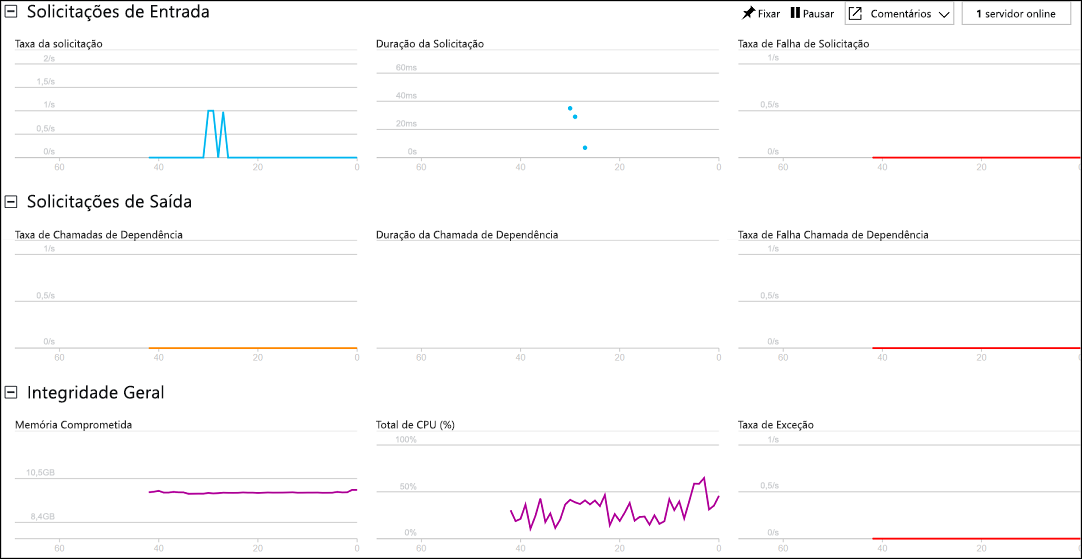 Solicitações de Entrada
Fixar Pausar Comentários 1 servidor online
Taxa da solicitação Duração da Solicitação Taxa de Falha de Solicitação
2/s
1,5/s
1/s
0,5/s
0/s
60 40 20 0
60ms
40ms
20ms
0s
60 40 20 0
1/s
0,5/s
0/s
60 40 20
Solicitações de Saída
Taxa de Chamadas de Dependência Duração da Chamada de Dependência Taxa de Falha Chamada de Dependência
1/s
0,5/s
0/s
60 40 20 0
60 40 20 0
1/s
0,5/s
0/s
60 40 20
Integridade Geral
Memória Comprometida Total de CPU (%) Taxa de Exceção
10,5GB
8,4GB
60 40 20 0
100%
50%
0%
60 40 20 0
1/s
0,5/s
0/s
60 40 20